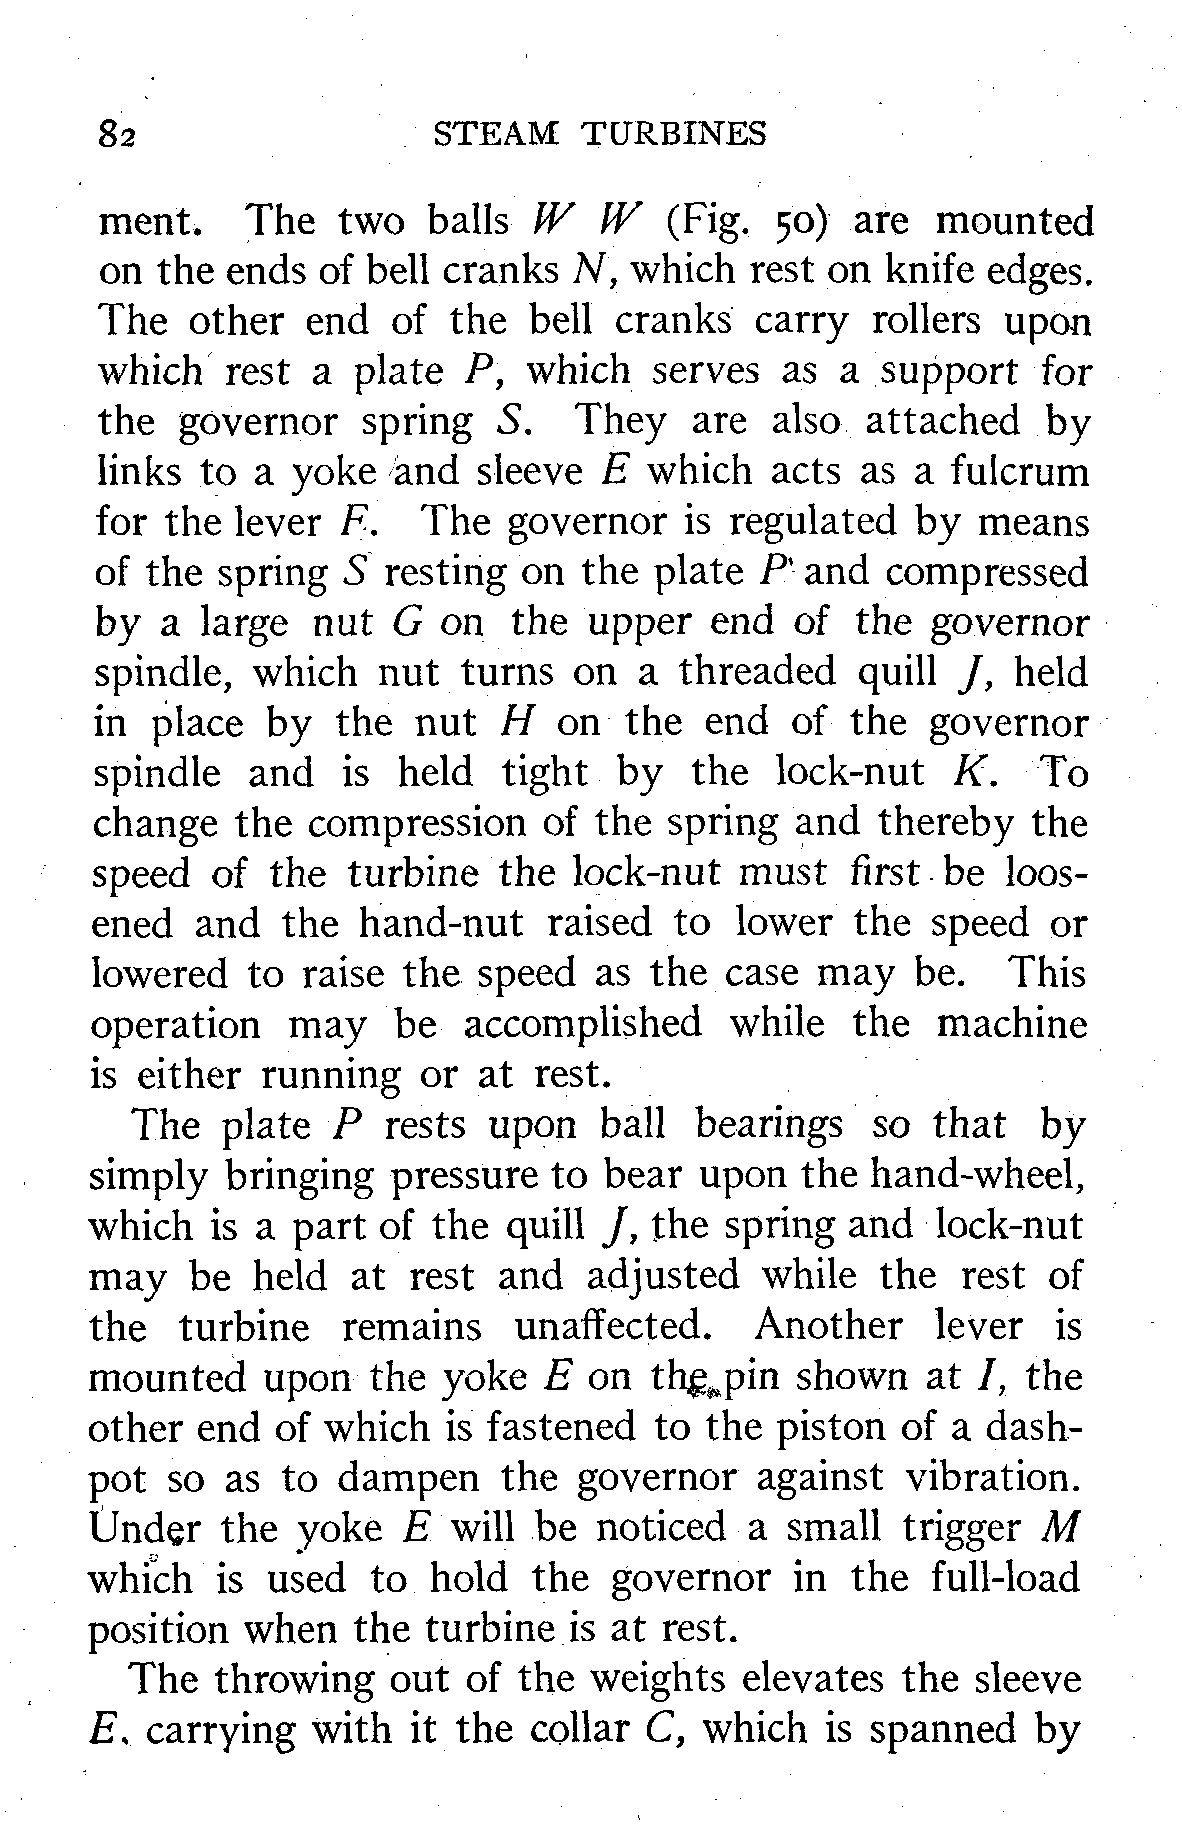 82 STEAM TURBINES
ment. The two balls W W (Fig. 50) are mounted
on the ends of bell cranks N, which rest on knife edges.
The other end of the bell cranks carry rollers upon
which rest a plate P, which serves as a support for
the governor spring S. They are also attached by
links to a yoke and sleeve E which acts as a fulcrum
for the lever F. The governor is regulated by means
of the spring S resting on the plate P and compressed
by a large nut G on the upper end of the governor
spindle, which nut turns on a threaded quill J, held
in place by the nut H on the end of the governor
spindle and is held tight by the lock-nut K. To
change the compression of the spring and thereby the
speed of the turbine the lock-nut must first be loos-
ened and the hand-nut raised to lower the speed or
lowered to raise the speed as the case may be. This
operation may be accomplished while the machine
is either running or at rest.
The plate P rests upon ball bearings so that by
simply bringing pressure to bear upon the hand-wheel,
which is a part of the quill J, the spring and lock-nut
may be held at rest and adjusted while the rest of
the turbine remains unaffected. Another lever is
mounted upon the yoke E on the pin shown at I, the
other end of which is fastened to the piston of a dash-
pot so as to dampen the governor against vibration.
Under the yoke E will be noticed a small trigger M
which is used to hold the governor in the full-load
position when the turbine is at rest.
The throwing out of the weights elevates the sleeve
E, carrying with it the collar C, which is spanned by